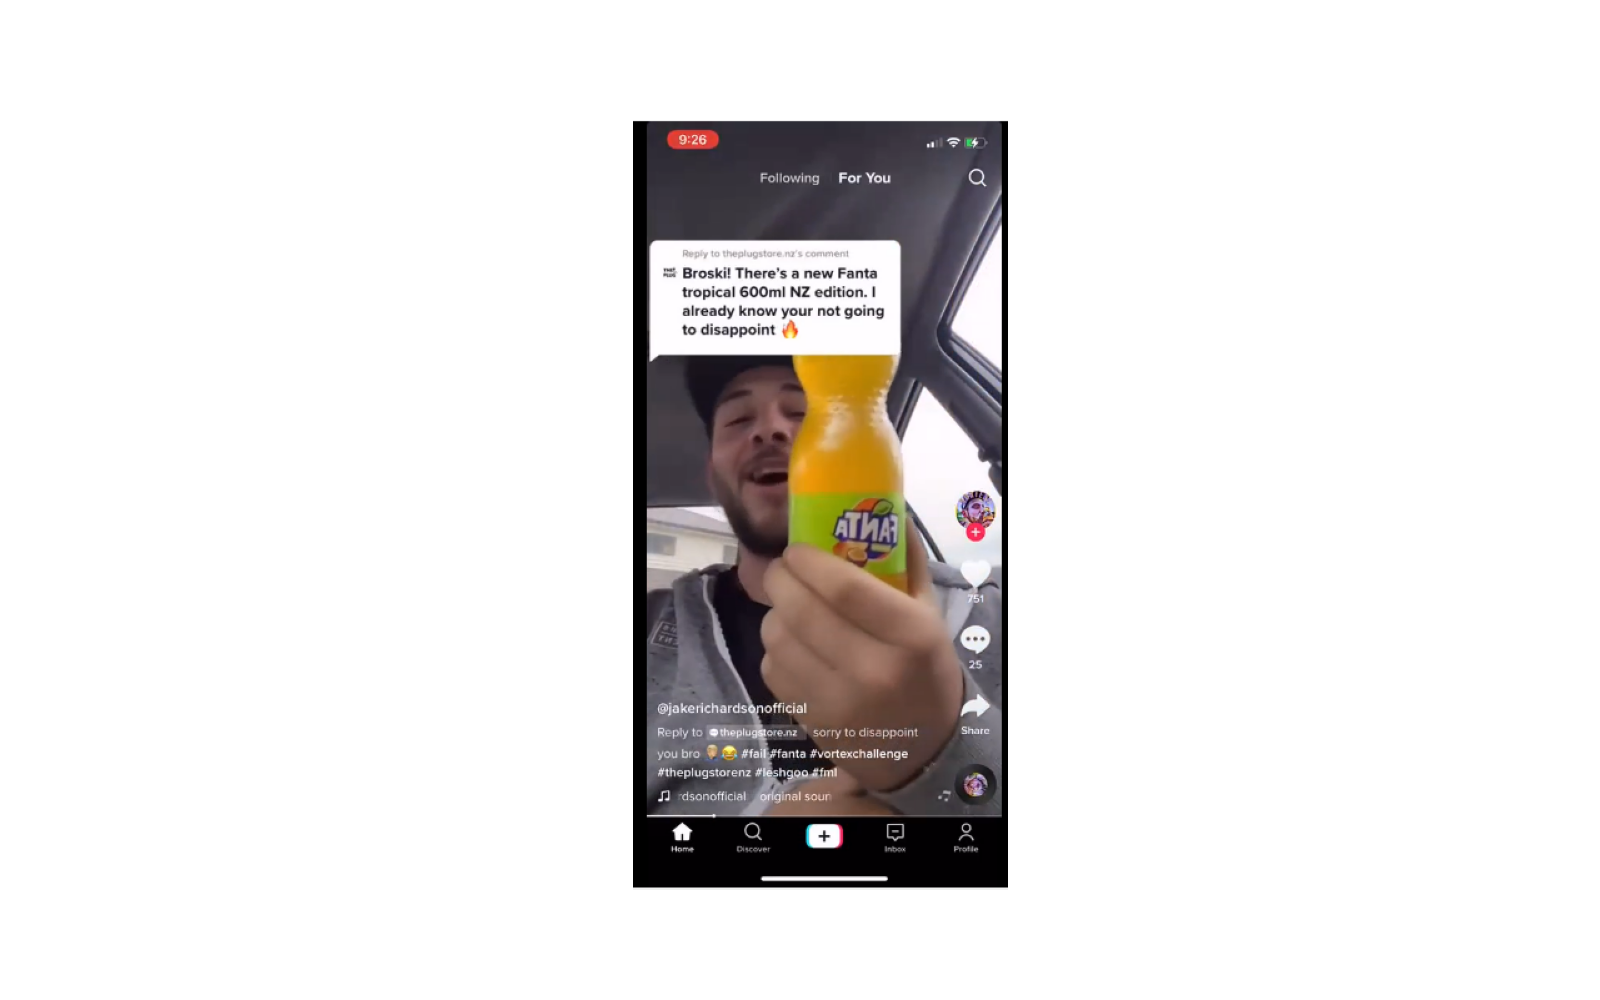 9:26
Following For You
Reply to theplugstore.nz's comment
Broski! There's a new Fanta
tropical 600ml NZ edition. I
already know your not going
to disappoint 🔥
FANTA
751
25
Share
@jakerichardsonofficial
Reply to theplugstore.nz sorry to disappoint
you bro 🤦🏼‍♂️😂 #fail #fanta #vortexchallenge
#theplugstorenz #leshgoo #fml
rdsonofficial original soun
Home Discover Inbox Profile